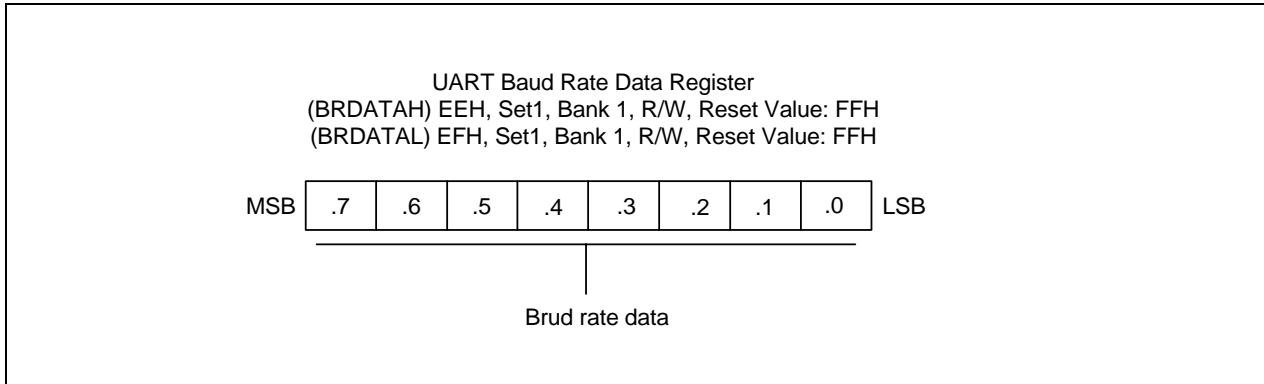 UART Baud Rate Data Register
(BRDATAH) EEH, Set1, Bank 1, R/W, Reset Value: FFH
(BRDATAL) EFH, Set1, Bank 1, R/W, Reset Value: FFH
MSB .7 .6 .5 .4 .3 .2 .1 .0 LSB
Brud rate data